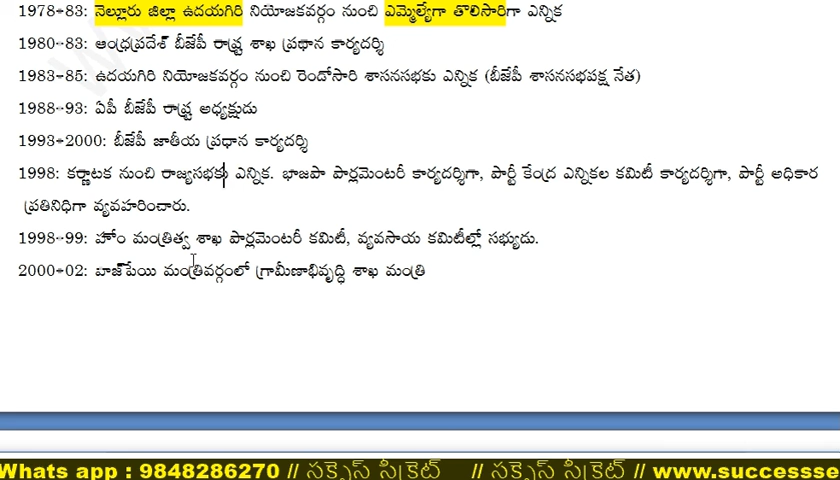 1978-83: నెల్లూరు జిల్లా ఉదయగిరి నియోజకవర్గం నుంచి ఎమ్మెల్యేగా తొలిసారిగా ఎన్నిక
1980-83: ఆంధ్రప్రదేశ్ బీజేపీ రాష్ట్ర శాఖ ప్రధాన కార్యదర్శి
1983-85: ఉదయగిరి నియోజకవర్గం నుంచి రెండోసారి శాసనసభకు ఎన్నిక (బీజేపీ శాసనసభపక్ష నేత)
1988-93: ఏపీ బీజేపీ రాష్ట్ర అధ్యక్షుడు
1993-2000: బీజేపీ జాతీయ ప్రధాన కార్యదర్శి
1998: కర్ణాటక నుంచి రాజ్యసభకు ఎన్నిక. భాజపా పార్లమెంటరీ కార్యదర్శిగా, పార్టీ కేంద్ర ఎన్నికల కమిటీ కార్యదర్శిగా, పార్టీ అధికార
ప్రతినిధిగా వ్యవహరించారు.
1998-99: హోం మంత్రిత్వ శాఖ పార్లమెంటరీ కమిటీ, వ్యవసాయ కమిటీల్లో సభ్యుడు.
2000-02: వాజ్‌పేయి మంత్రివర్గంలో గ్రామీణాభివృద్ధి శాఖ మంత్రి
Whats app : 9848286270 // సక్సెస్ సీక్రెట్ // సక్సెస్ సీక్రెట్ // www.successse